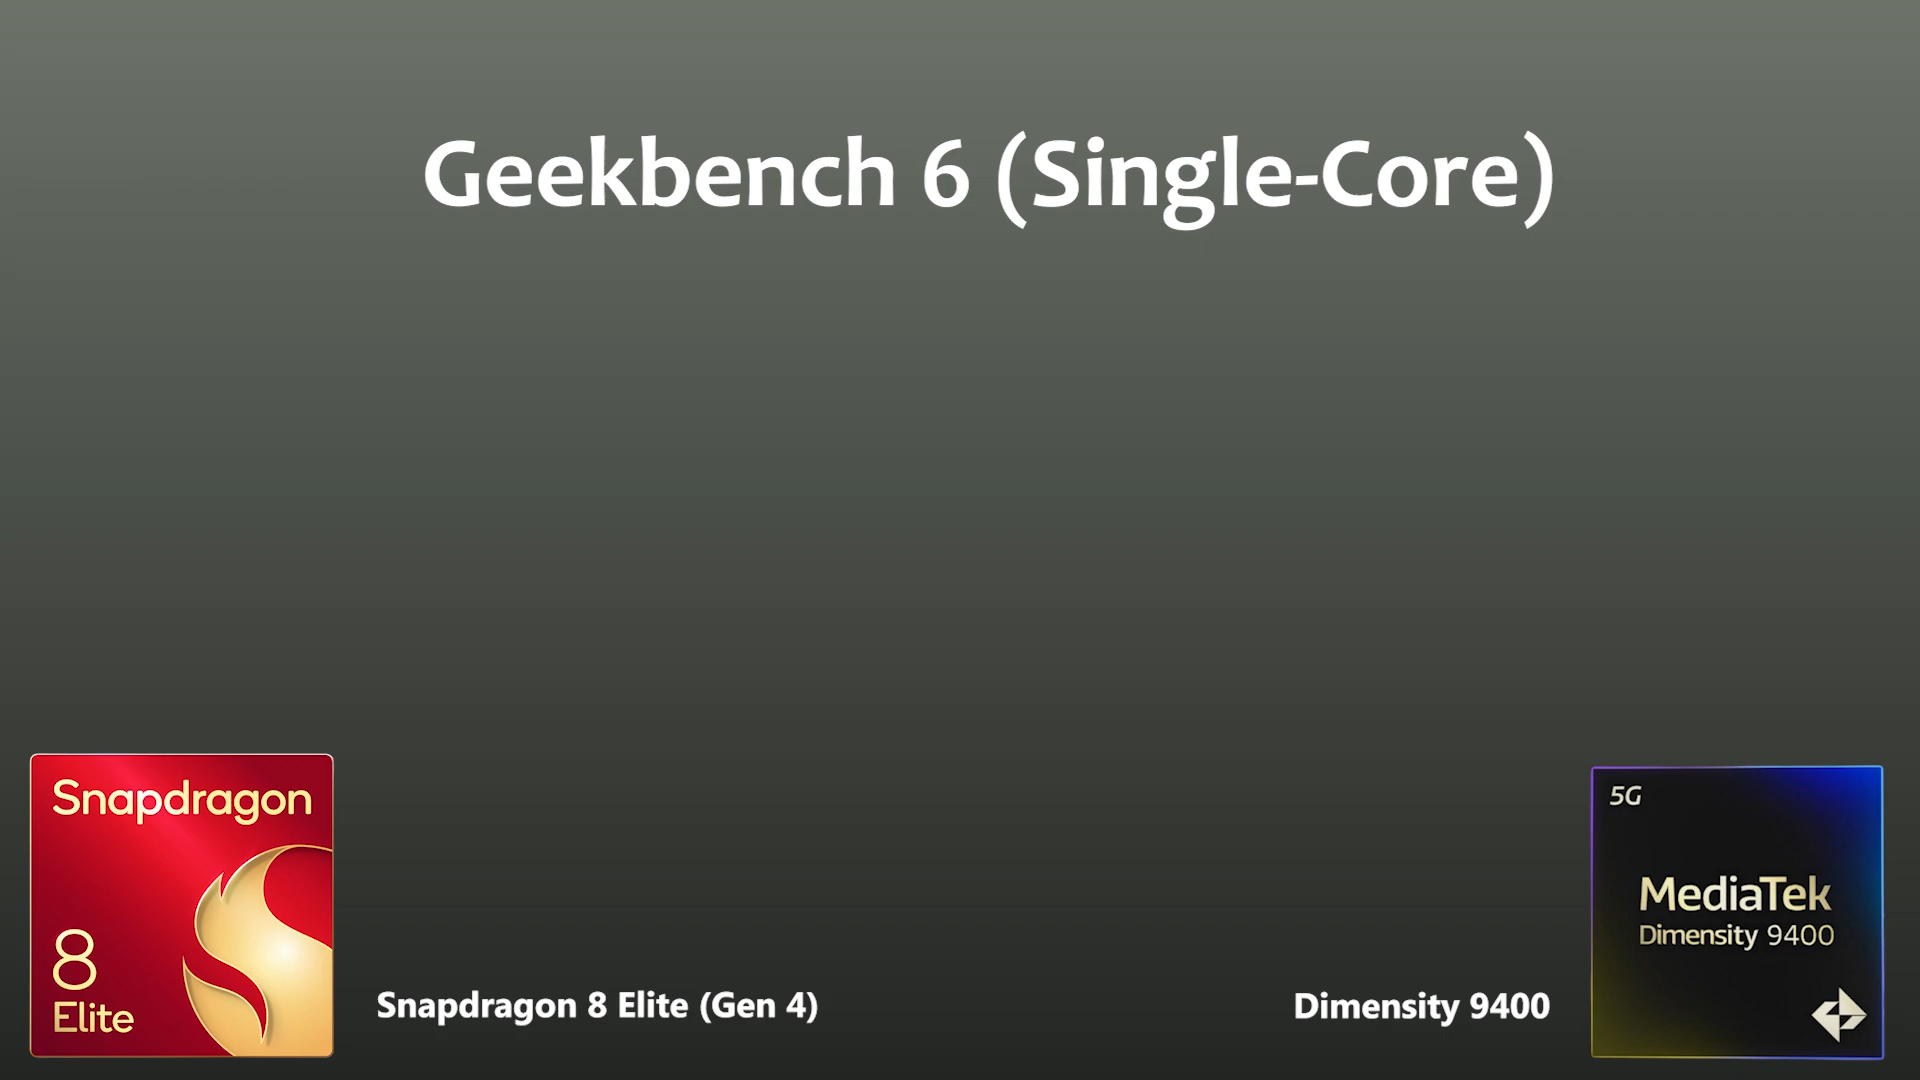 Geekbench 6 (Single-Core)
Snapdragon
8
Elite
Snapdragon 8 Elite (Gen 4)
Dimensity 9400
5G
MediaTek
Dimensity 9400